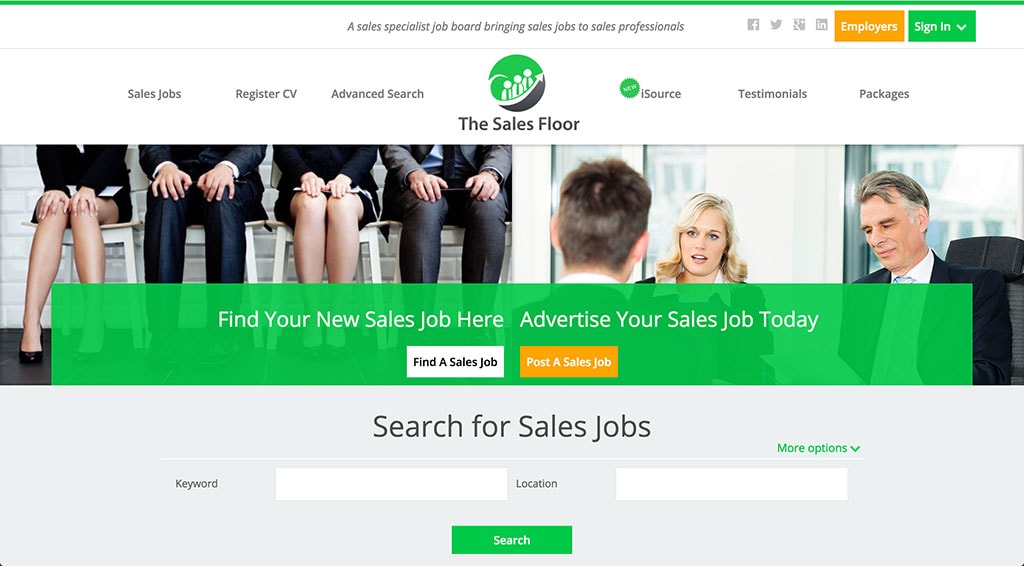 A sales specialist job board bringing sales jobs to sales professionals
Employers
Sign In
Sales Jobs
Register CV
Advanced Search
The Sales Floor
NEW
iSource
Testimonials
Packages
Find Your New Sales Job Here
Advertise Your Sales Job Today
Find A Sales Job
Post A Sales Job
Search for Sales Jobs
More options
Keyword
Location
Search